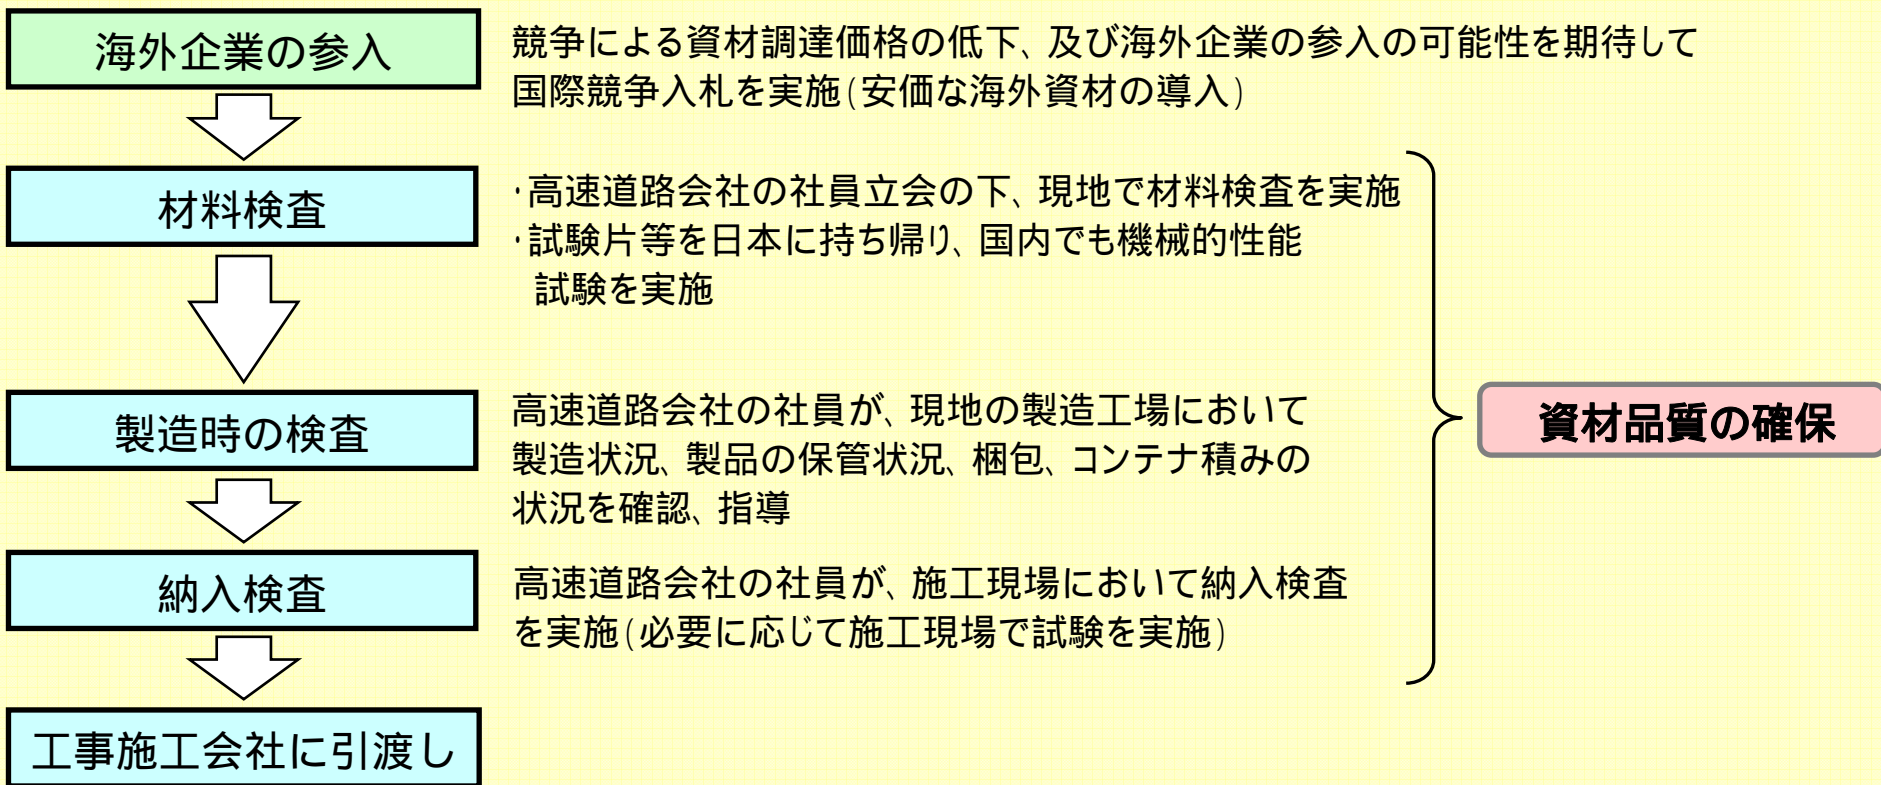 海外企業の参入
競争による資材調達価格の低下、及び海外企業の参入の可能性を期待して
国際競争入札を実施(安価な海外資材の導入)
材料検査
・高速道路会社の社員立会の下、現地で材料検査を実施
・試験片等を日本に持ち帰り、国内でも機械的性能
試験を実施
製造時の検査
高速道路会社の社員が、現地の製造工場において
製造状況、製品の保管状況、梱包、コンテナ積みの
状況を確認、指導
資材品質の確保
納入検査
高速道路会社の社員が、施工現場において納入検査
を実施(必要に応じて施工現場で試験を実施)
工事施工会社に引渡し